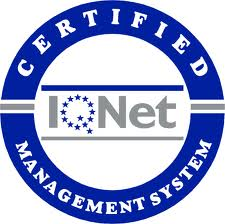 CERTIFIED
IQNet
MANAGEMENT SYSTEM